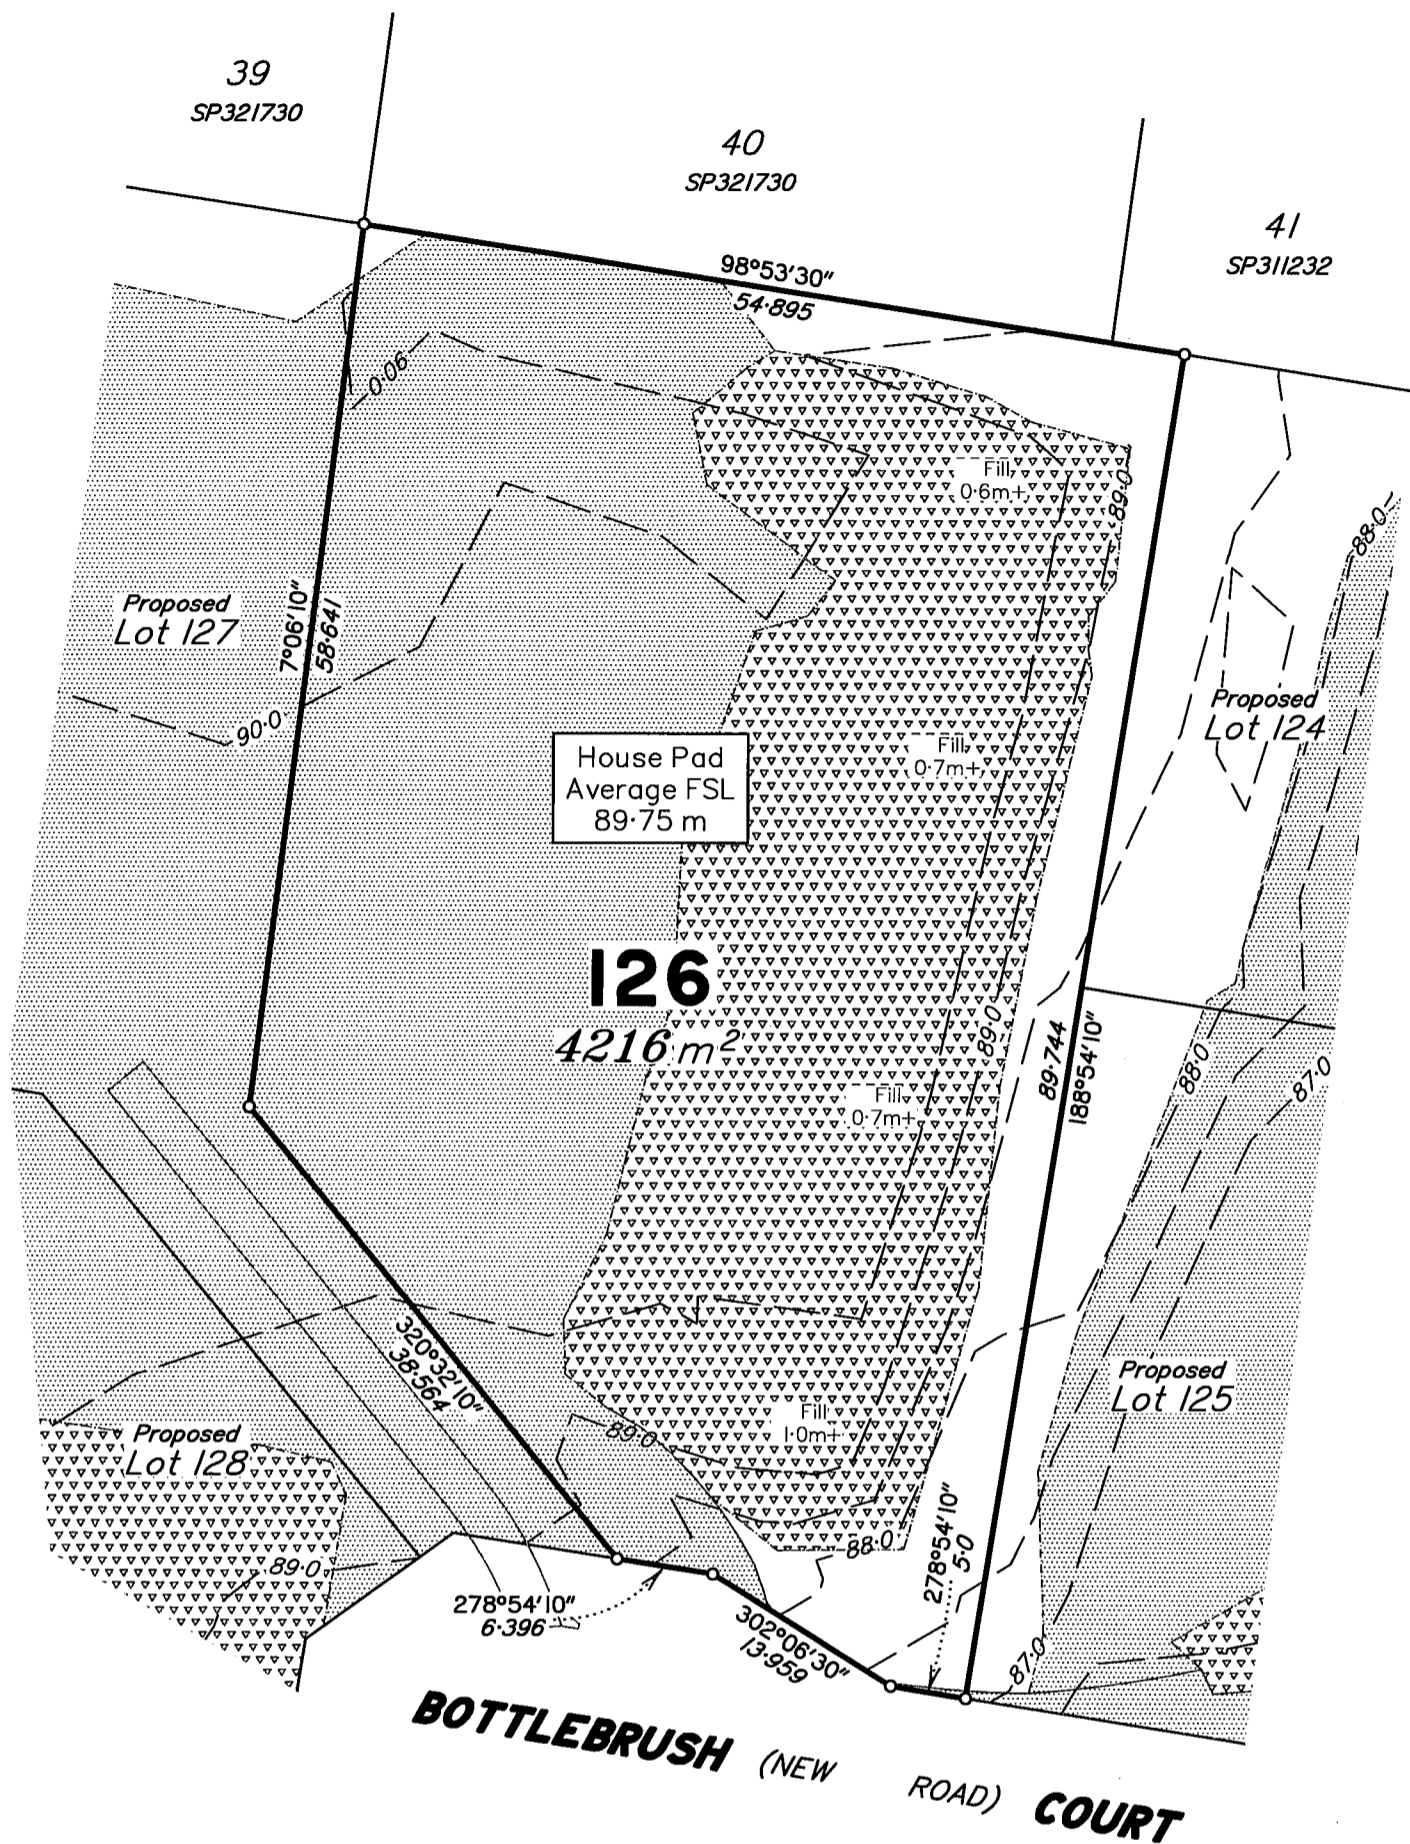 39
SP321730
40
SP321730
41
SP311232
98°53'30"
54·895
0·06
Fill
0·6m+
89·0
88·0
Proposed
Lot 127
7°06'10"
58·641
90·0
Proposed
Lot 124
House Pad
Average FSL
89·75 m
Fill
0·7m+
126
4216 m²
89·0
89·744
188°54'10"
88·0
87·0
Fill
0·7m+
320°32'10"
38·564
Proposed
Lot 125
Fill
1·0m+
89·0
Proposed
Lot 128
89·0
88·0
278°54'10"
5·0
278°54'10"
6·396
302°06'30"
13·959
87·0
BOTTLEBRUSH (NEW ROAD) COURT